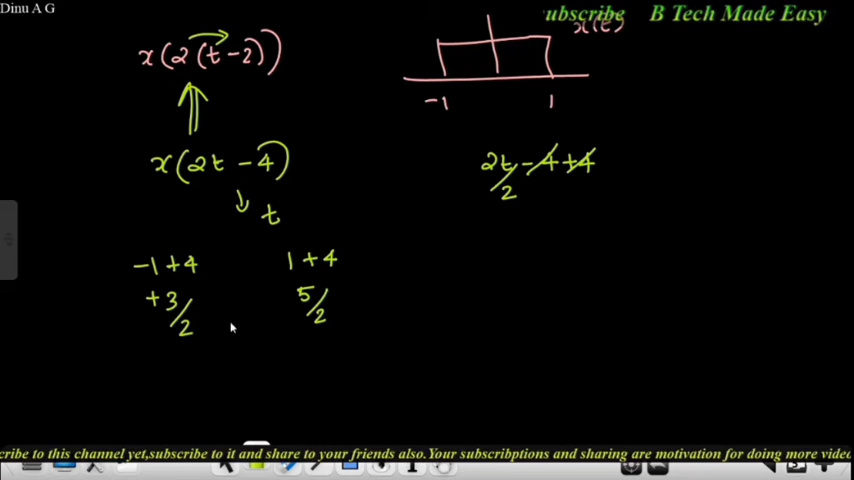 Dinu A G
ubscribe B Tech Made Easy
x(2(t-2))
x(t)
-1 1
x(2t-4)
2t/2 -4+4
t
-1+4 1+4
+3/2 5/2
cribe to this channel yet,subscribe to it and share to your friends also.Your subscribptions and sharing are motivation for doing more video